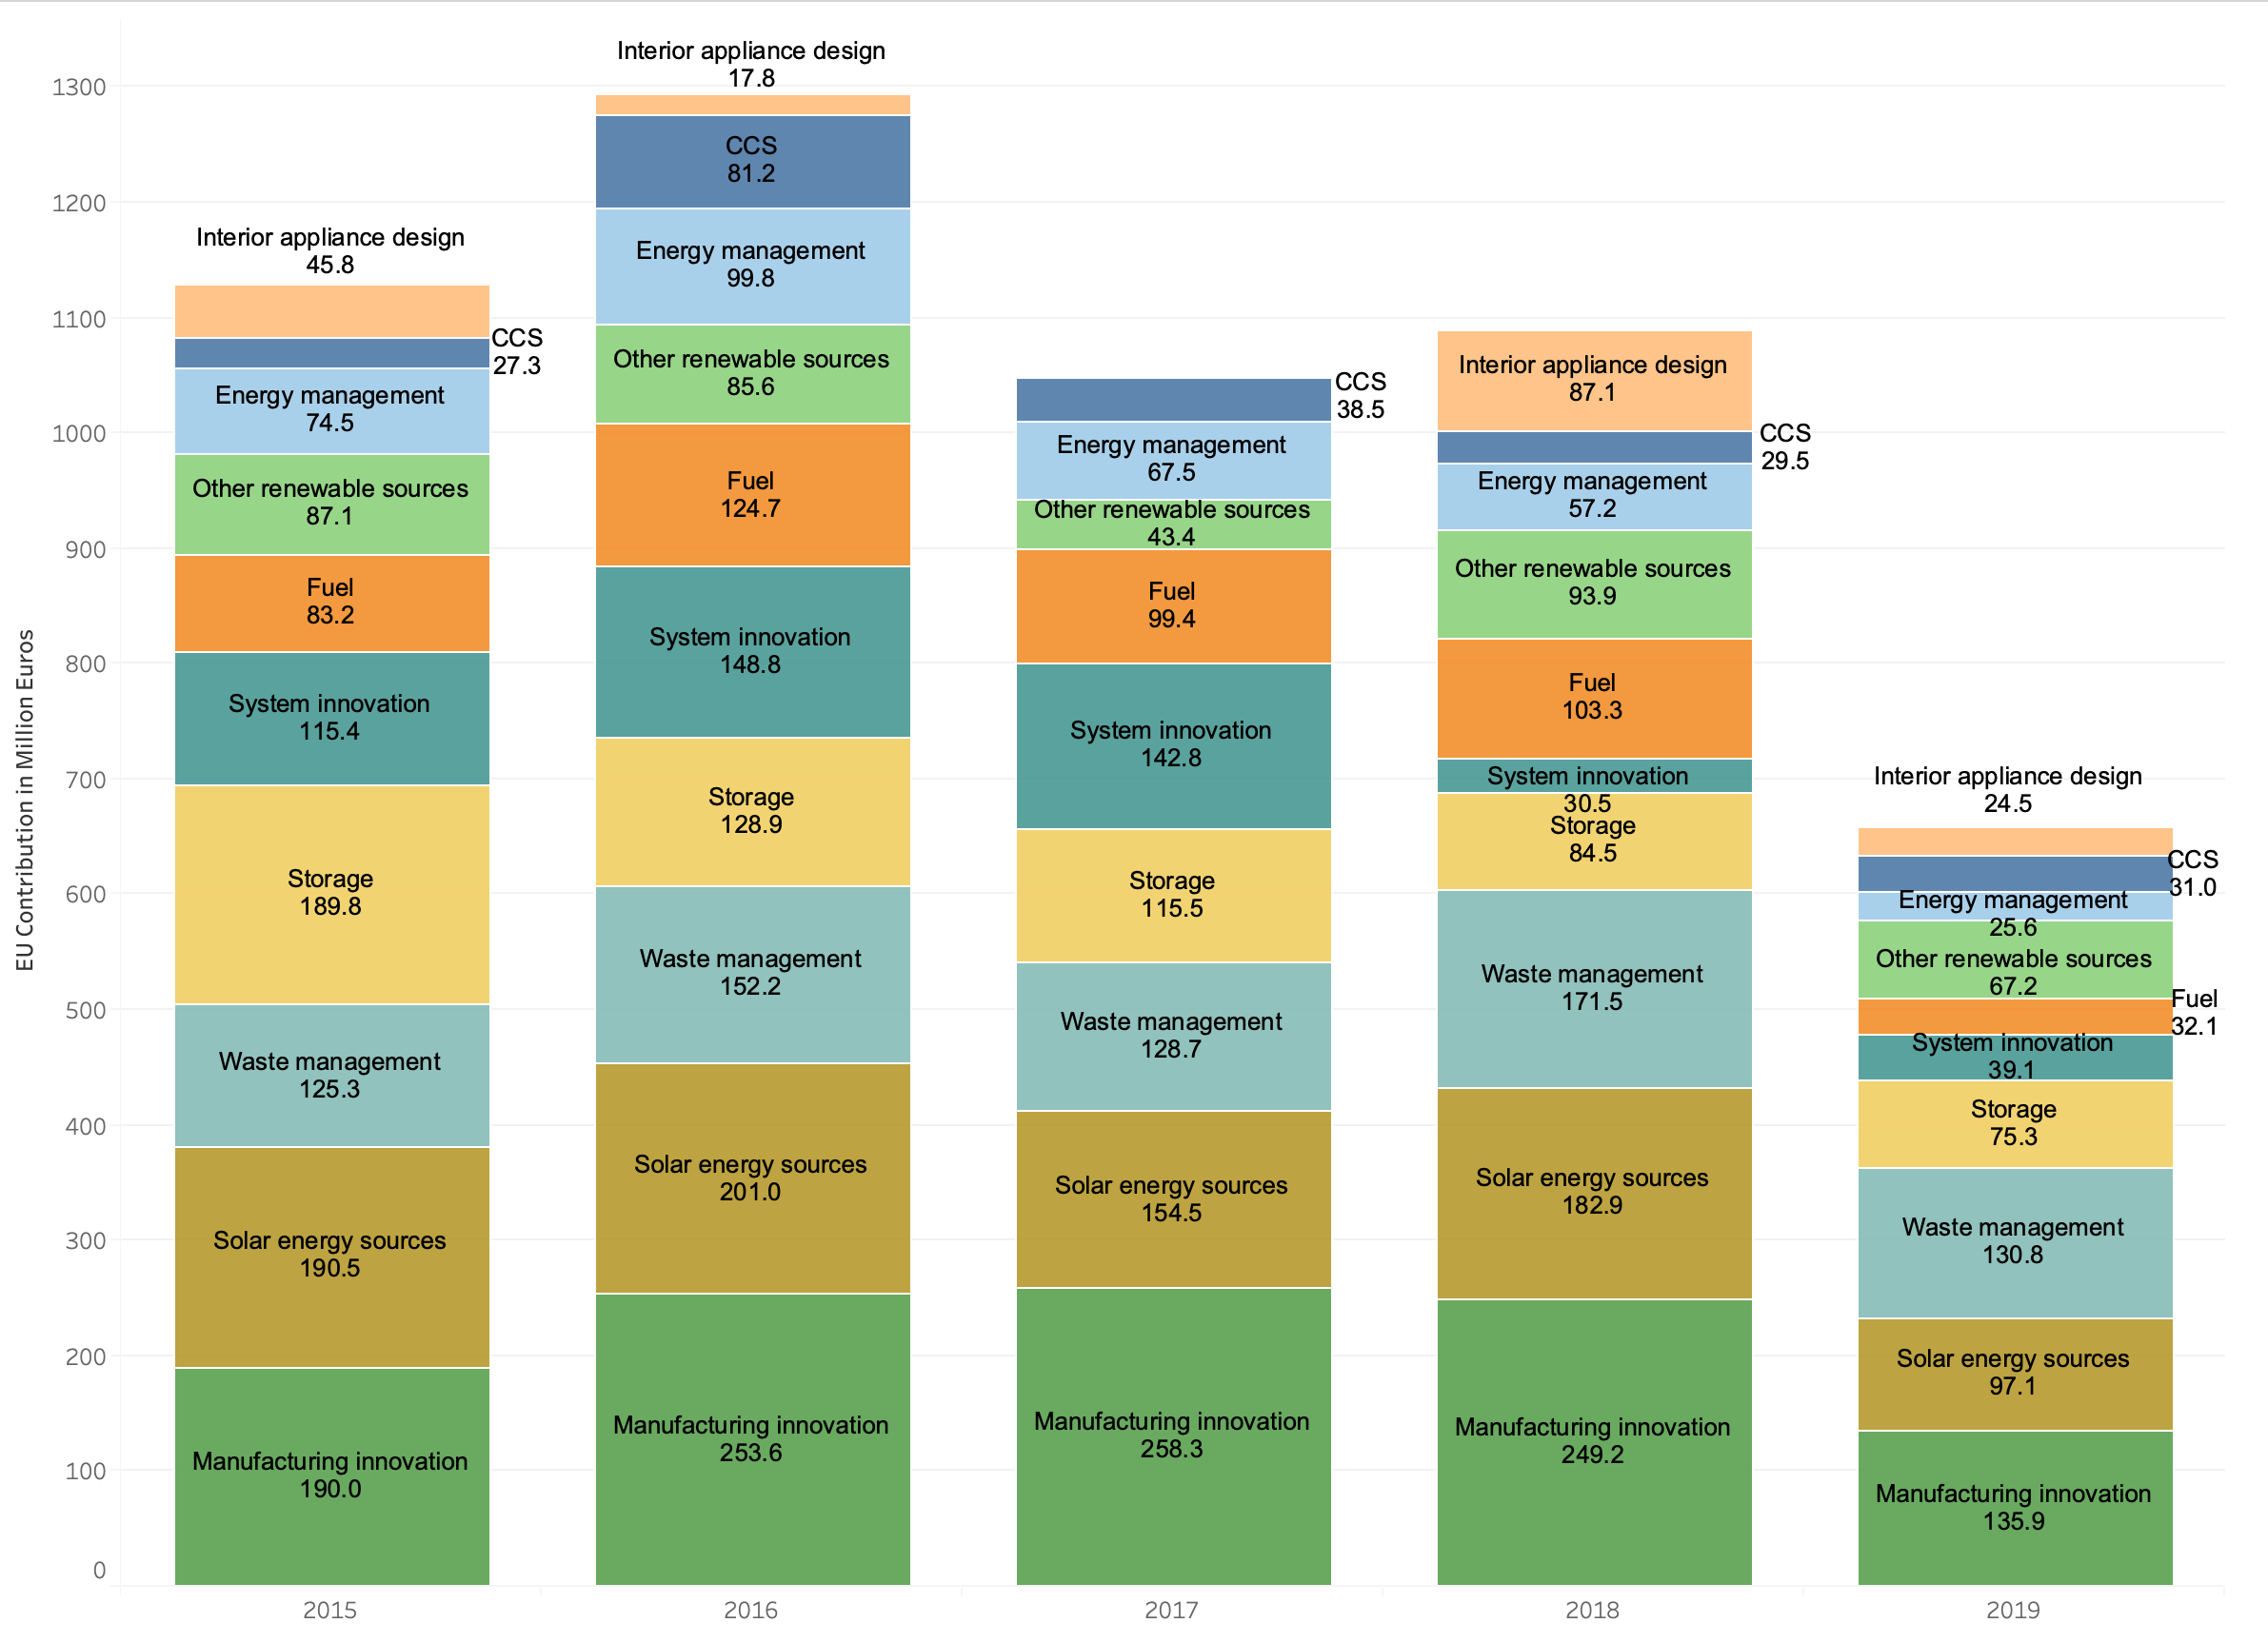 EU Contribution in Million Euros
1300
1200
1100
1000
900
800
700
600
500
400
300
200
100
0
Interior appliance design
45.8
CCS
27.3
Energy management
74.5
Other renewable sources
87.1
Fuel
83.2
System innovation
115.4
Storage
189.8
Waste management
125.3
Solar energy sources
190.5
Manufacturing innovation
190.0
2015
Interior appliance design
17.8
CCS
81.2
Energy management
99.8
Other renewable sources
85.6
Fuel
124.7
System innovation
148.8
Storage
128.9
Waste management
152.2
Solar energy sources
201.0
Manufacturing innovation
253.6
2016
CCS
38.5
Energy management
67.5
Other renewable sources
43.4
Fuel
99.4
System innovation
142.8
Storage
115.5
Waste management
128.7
Solar energy sources
154.5
Manufacturing innovation
258.3
2017
Interior appliance design
87.1
CCS
29.5
Energy management
57.2
Other renewable sources
93.9
Fuel
103.3
System innovation
30.5
Storage
84.5
Waste management
171.5
Solar energy sources
182.9
Manufacturing innovation
249.2
2018
Interior appliance design
24.5
CCS
31.0
Energy management
25.6
Other renewable sources
67.2
Fuel
32.1
System innovation
39.1
Storage
75.3
Waste management
130.8
Solar energy sources
97.1
Manufacturing innovation
135.9
2019